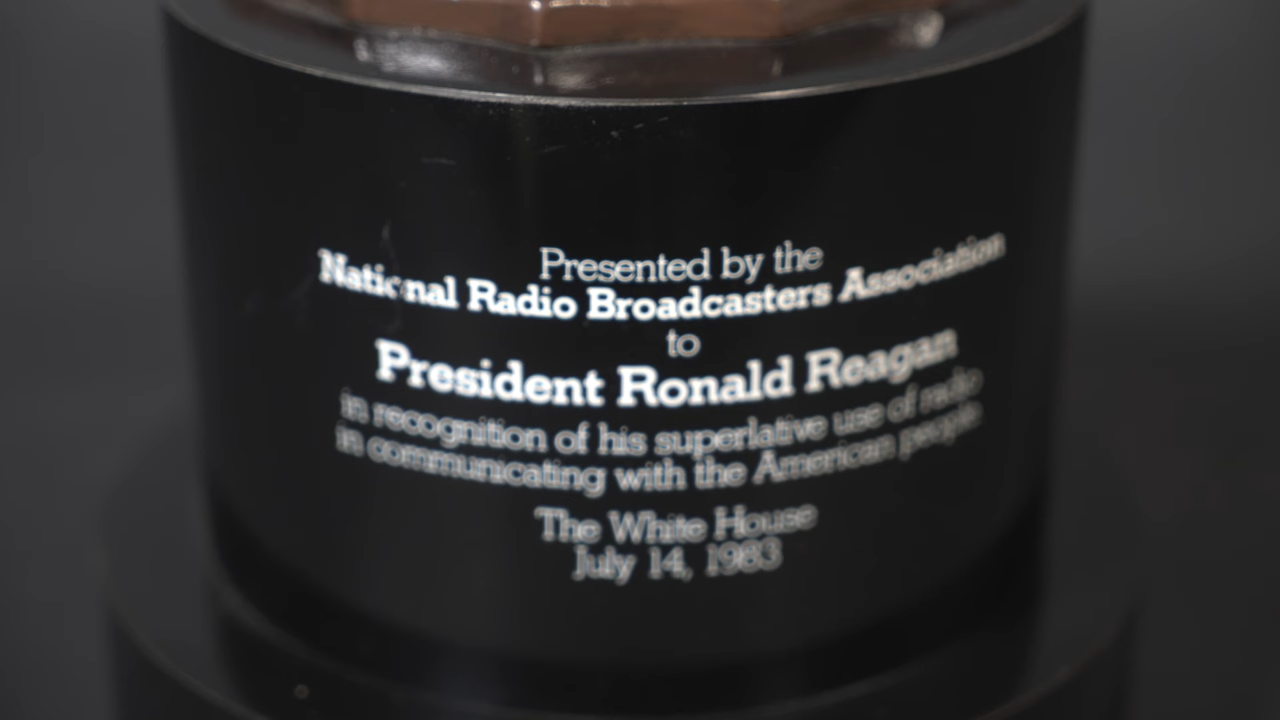 Presented by the
National Radio Broadcasters Association
to
President Ronald Reagan
in recognition of his superlative use of radio
in communicating with the American people
The White House
July 14, 1983